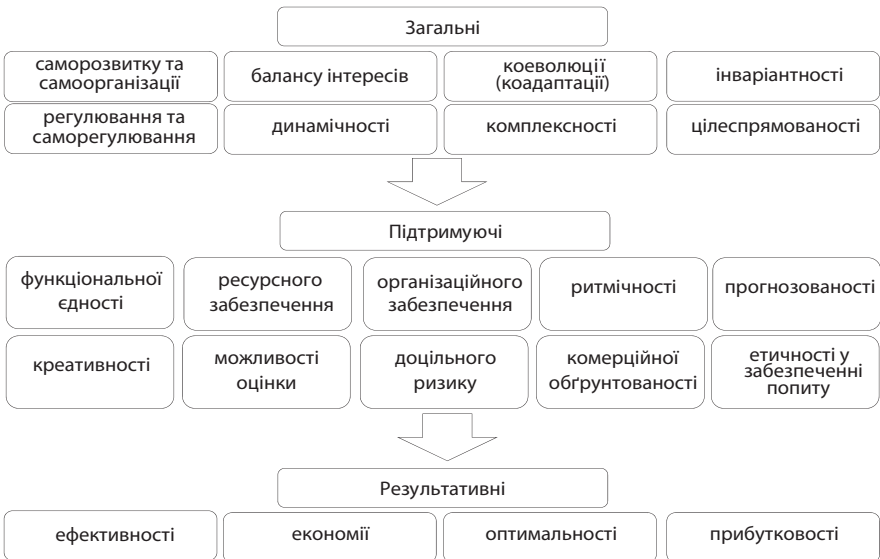 Загальні
саморозвитку та
самоорганізації
балансу інтересів
коеволюції
(коадаптації)
інваріантності
регулювання та
саморегулювання
динамічності
комплексності
цілеспрямованості
Підтримуючі
функціональної
єдності
ресурсного
забезпечення
організаційного
забезпечення
ритмічності
прогнозованості
креативності
можливості
оцінки
доцільного
ризику
комерційної
обґрунтованості
етичності у
забезпеченні
попиту
Результативні
ефективності
економії
оптимальності
прибутковості